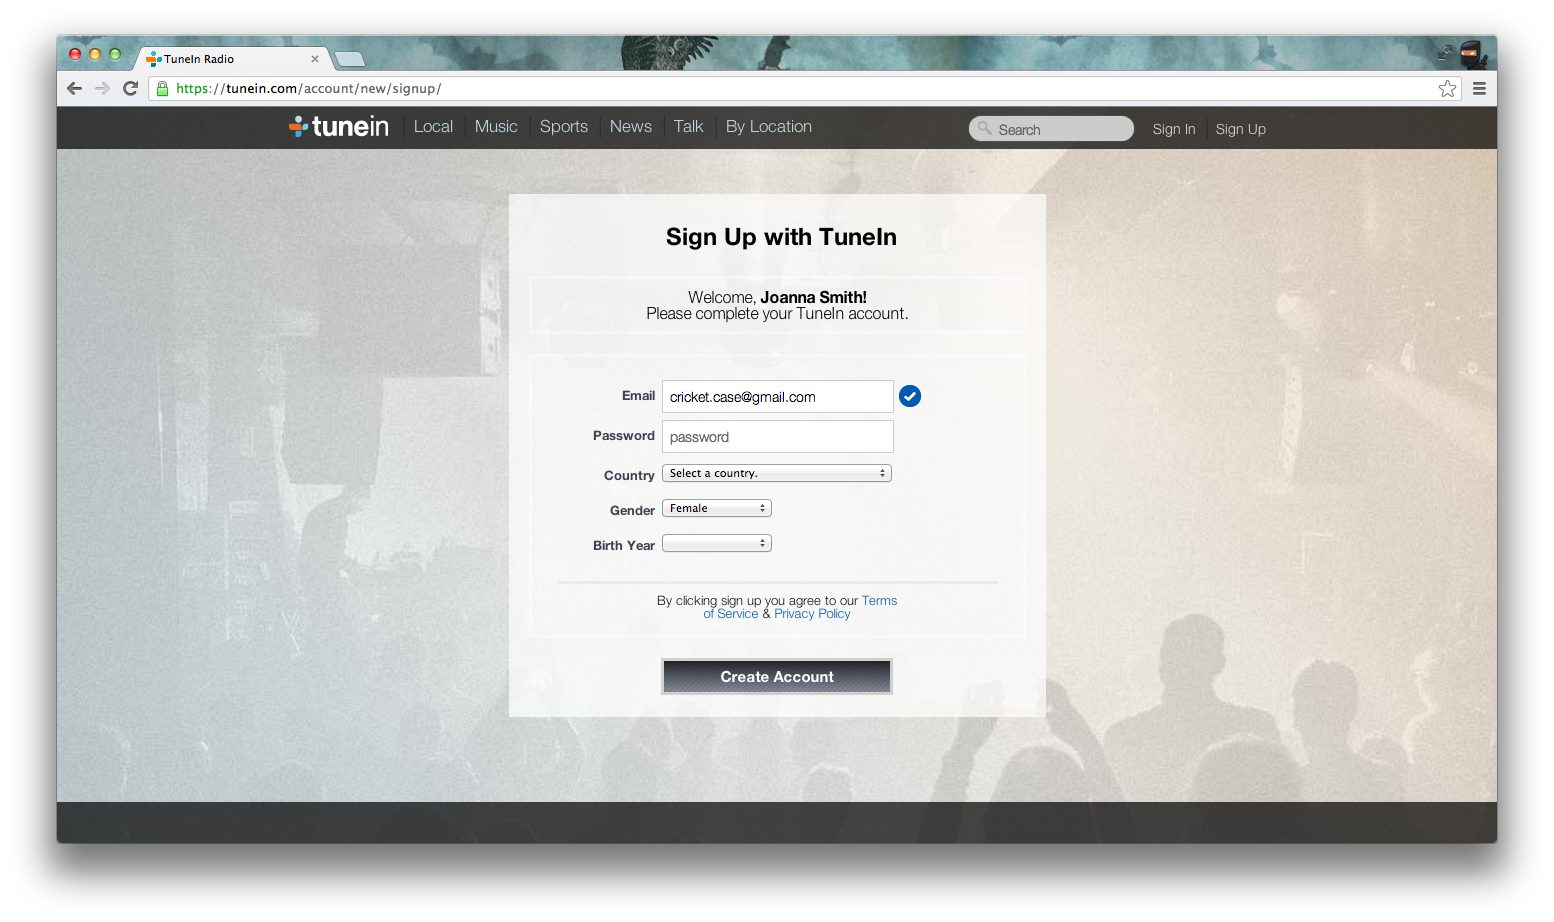 TuneIn Radio
https://tunein.com/account/new/signup/
tunein Local Music Sports News Talk By Location Search Sign In Sign Up
Sign Up with TuneIn
Welcome, Joanna Smith!
Please complete your TuneIn account.
Email cricket.case@gmail.com
Password password
Country Select a country.
Gender Female
Birth Year
By clicking sign up you agree to our Terms
of Service & Privacy Policy
Create Account